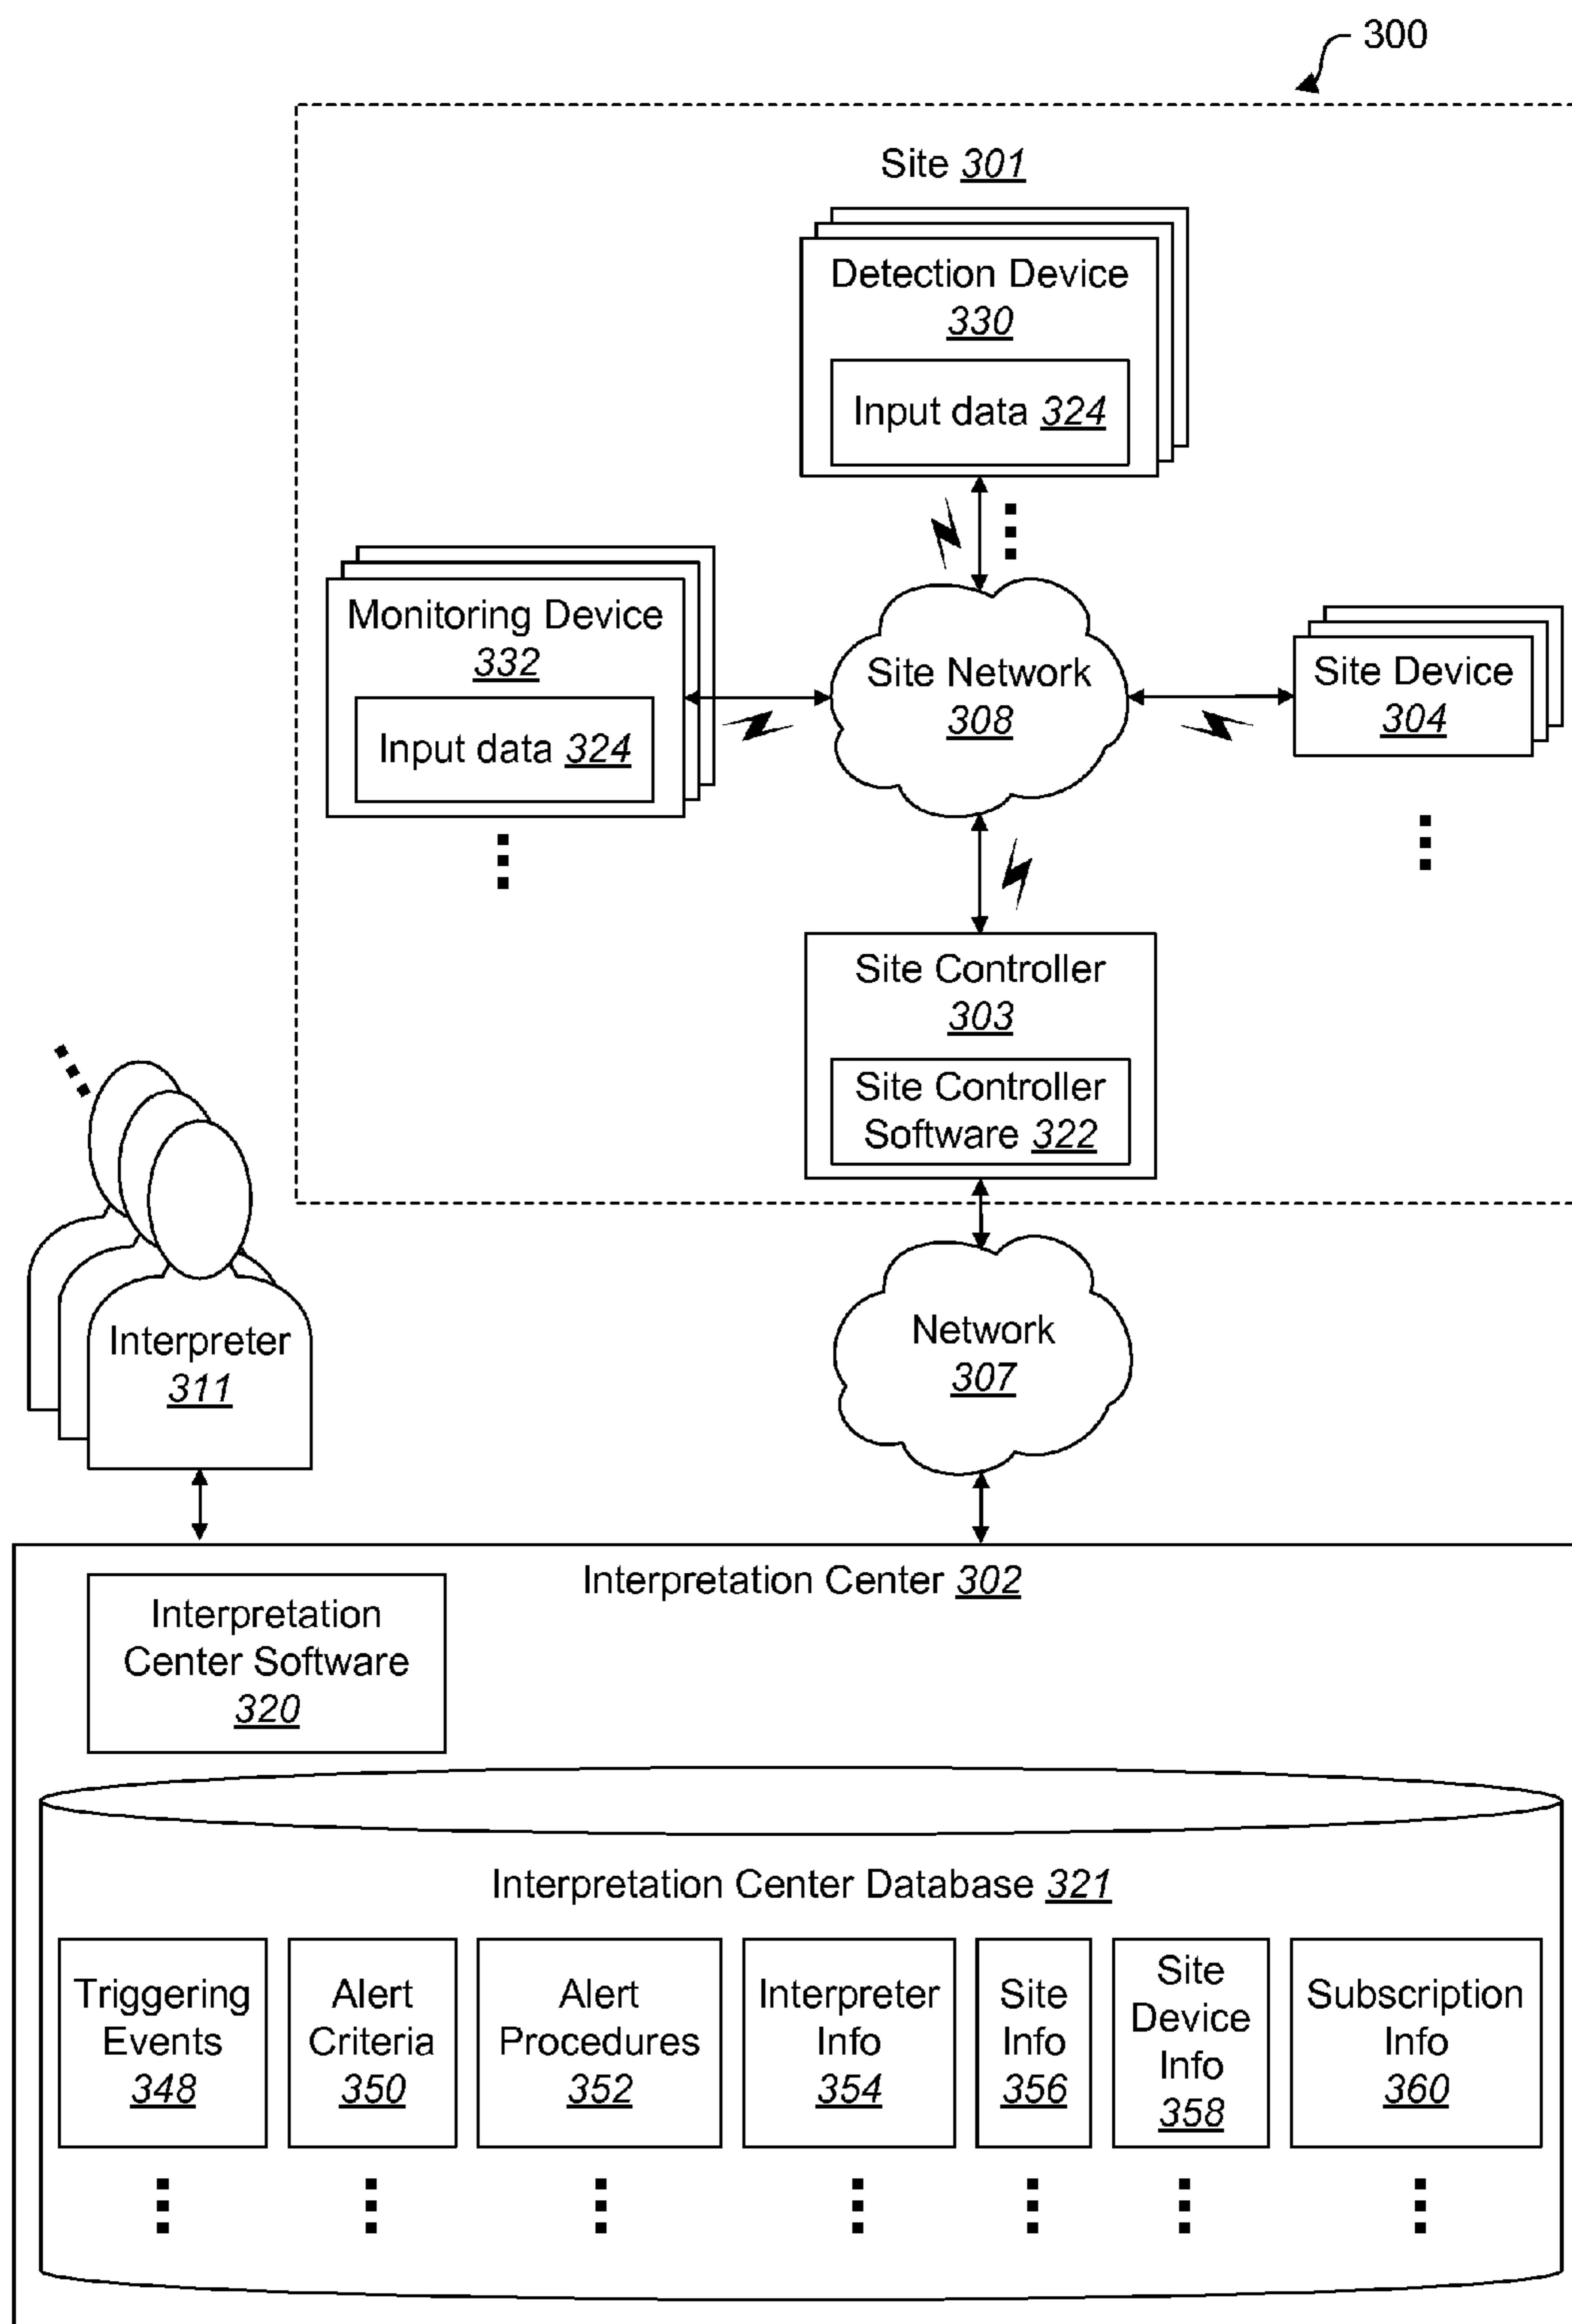 300
Site 301
Detection Device
330
Input data 324
Monitoring Device
332
Input data 324
Site Network
308
Site Device
304
Site Controller
303
Site Controller
Software 322
Interpreter
311
Network
307
Interpretation Center 302
Interpretation
Center Software
320
Interpretation Center Database 321
Triggering
Events
348
Alert
Criteria
350
Alert
Procedures
352
Interpreter
Info
354
Site
Info
356
Site
Device
Info
358
Subscription
Info
360